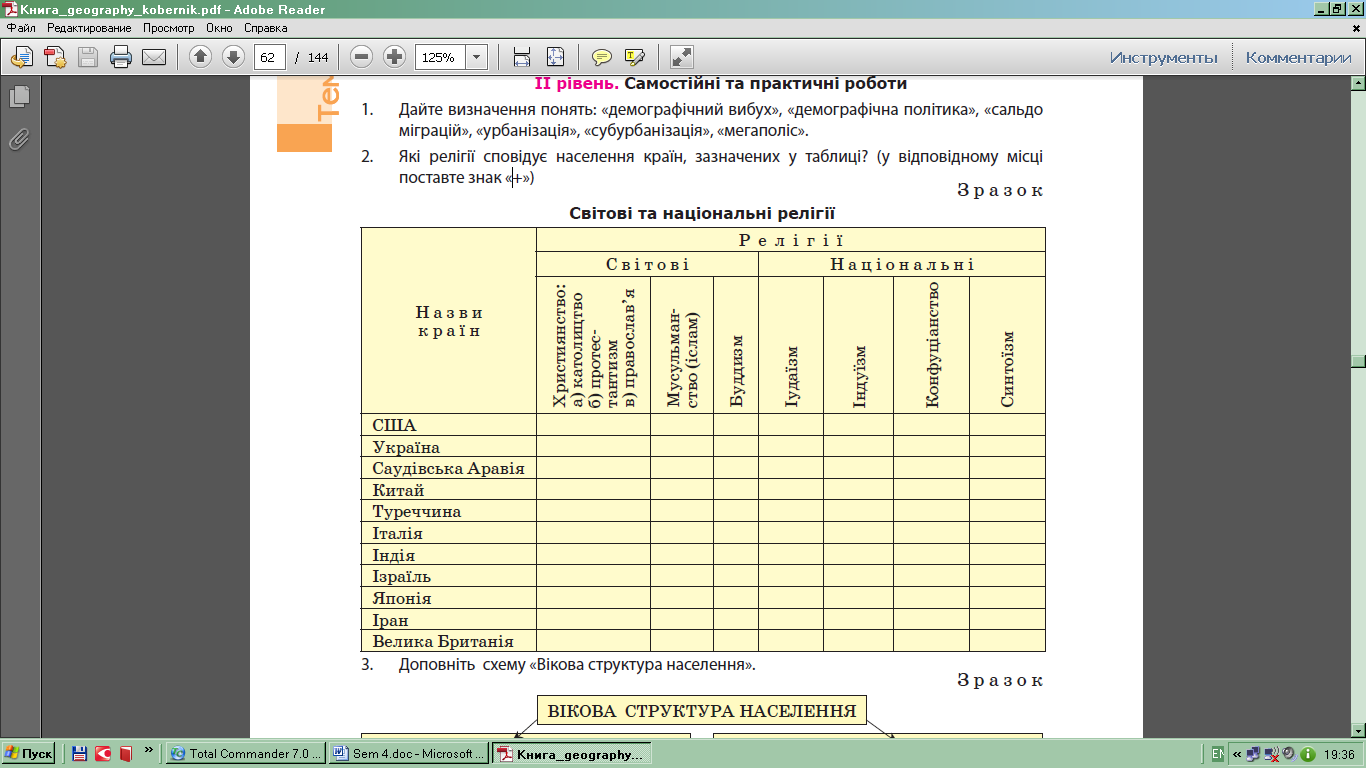 Книга_geography_kobernik.pdf - Adobe Reader
Файл Редактирование Просмотр Окно Справка
62 / 144 125% Инструменты Комментарии
Тем
II рівень. Самостійні та практичні роботи
1. Дайте визначення понять: «демографічний вибух», «демографічна політика», «сальдо
міграцій», «урбанізація», «субурбанізація», «мегаполіс».
2. Які релігії сповідує населення країн, зазначених у таблиці? (у відповідному місці
поставте знак «+»)
Зразок
Світові та національні релігії
Назви
країн
Релігії
Світові Національні
Християнство:
а) католицтво
б) протес-
тантизм
в) православ’я
Мусульман-
ство (іслам)
Буддизм
Іудаїзм
Індуїзм
Конфуціанство
Синтоїзм
США
Україна
Саудівська Аравія
Китай
Туреччина
Італія
Індія
Ізраїль
Японія
Іран
Велика Британія
3. Доповніть схему «Вікова структура населення».
Зразок
ВІКОВА СТРУКТУРА НАСЕЛЕННЯ
Пуск » Total Commander 7.0 ... Sem 4.doc - Microsoft ... Книга_geography... EN « 19:36